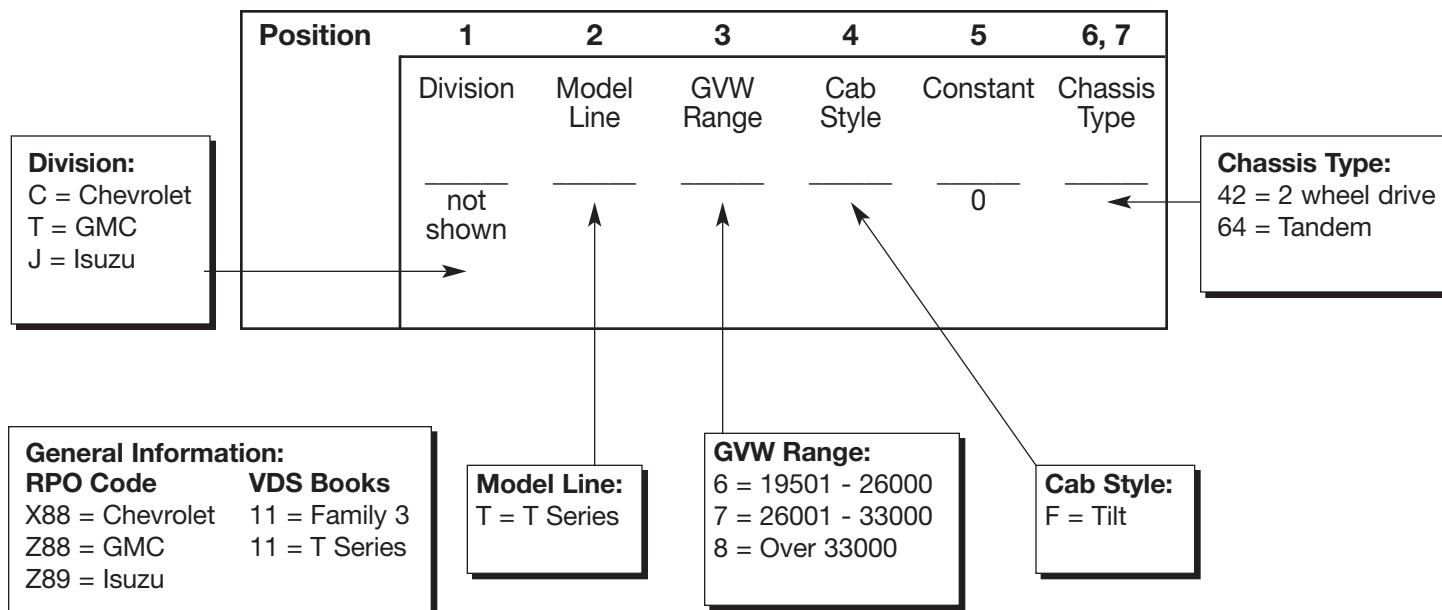 Position 1 2 3 4 5 6, 7
Division Model Line GVW Range Cab Style Constant Chassis Type
not shown 0
Division:
C = Chevrolet
T = GMC
J = Isuzu
Chassis Type:
42 = 2 wheel drive
64 = Tandem
General Information:
RPO Code VDS Books
X88 = Chevrolet 11 = Family 3
Z88 = GMC 11 = T Series
Z89 = Isuzu
Model Line:
T = T Series
GVW Range:
6 = 19501 - 26000
7 = 26001 - 33000
8 = Over 33000
Cab Style:
F = Tilt